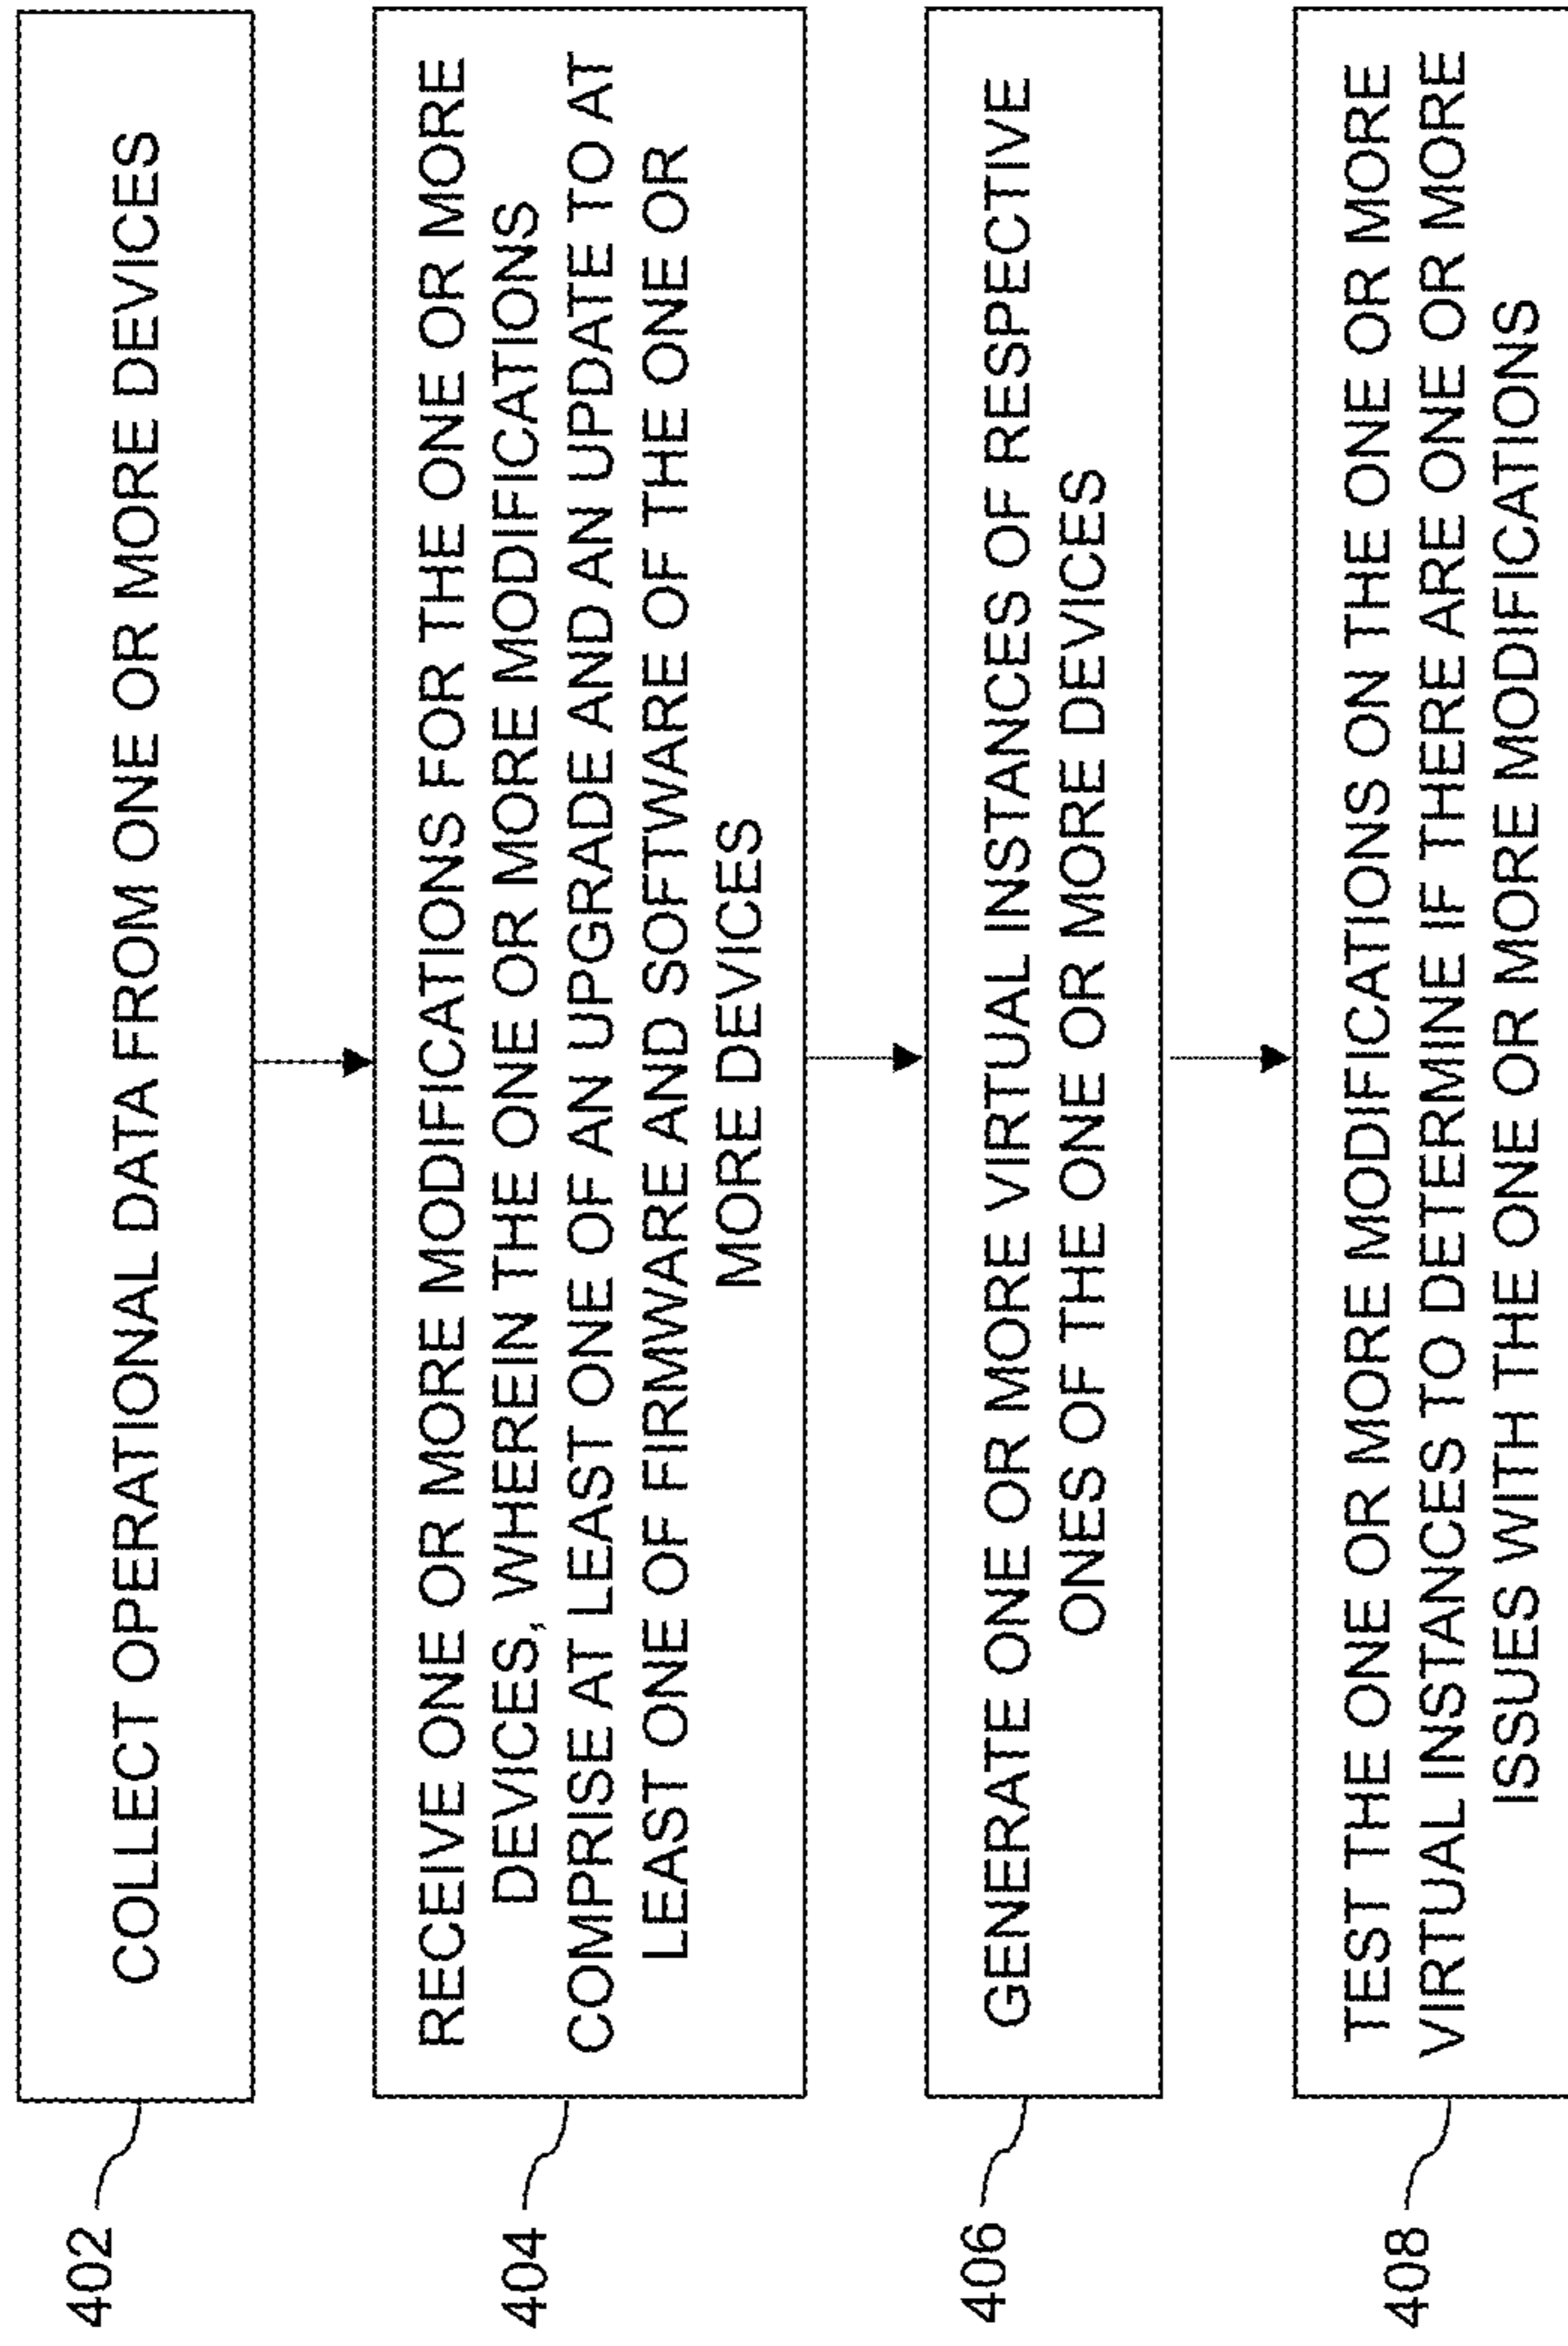 402
COLLECT OPERATIONAL DATA FROM ONE OR MORE DEVICES
404
RECEIVE ONE OR MORE MODIFICATIONS FOR THE ONE OR MORE
DEVICES, WHEREIN THE ONE OR MORE MODIFICATIONS
COMPRISE AT LEAST ONE OF AN UPGRADE AND AN UPDATE TO AT
LEAST ONE OF FIRMWARE AND SOFTWARE OF THE ONE OR
MORE DEVICES
406
GENERATE ONE OR MORE VIRTUAL INSTANCES OF RESPECTIVE
ONES OF THE ONE OR MORE DEVICES
408
TEST THE ONE OR MORE MODIFICATIONS ON THE ONE OR MORE
VIRTUAL INSTANCES TO DETERMINE IF THERE ARE ONE OR MORE
ISSUES WITH THE ONE OR MORE MODIFICATIONS